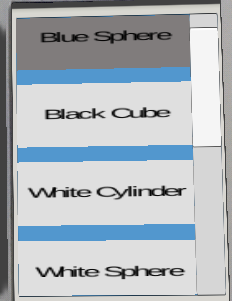 Blue Sphere
Black Cube
White Cylinder
White Sphere